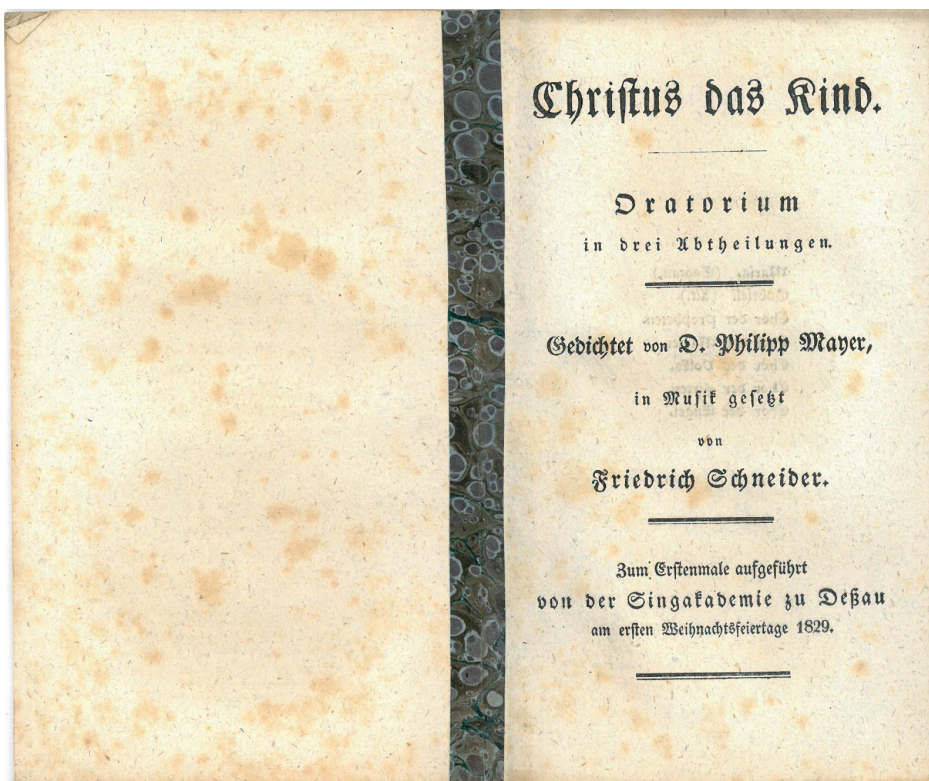 Christus das Kind.
Oratorium
in drei Abtheilungen.
Gedichtet von D. Philipp Mayer,
in Musik gesetzt
von
Friedrich Schneider.
Zum Erstenmale aufgeführt
von der Singakademie zu Deßau
am ersten Weihnachtsfeiertage 1829.